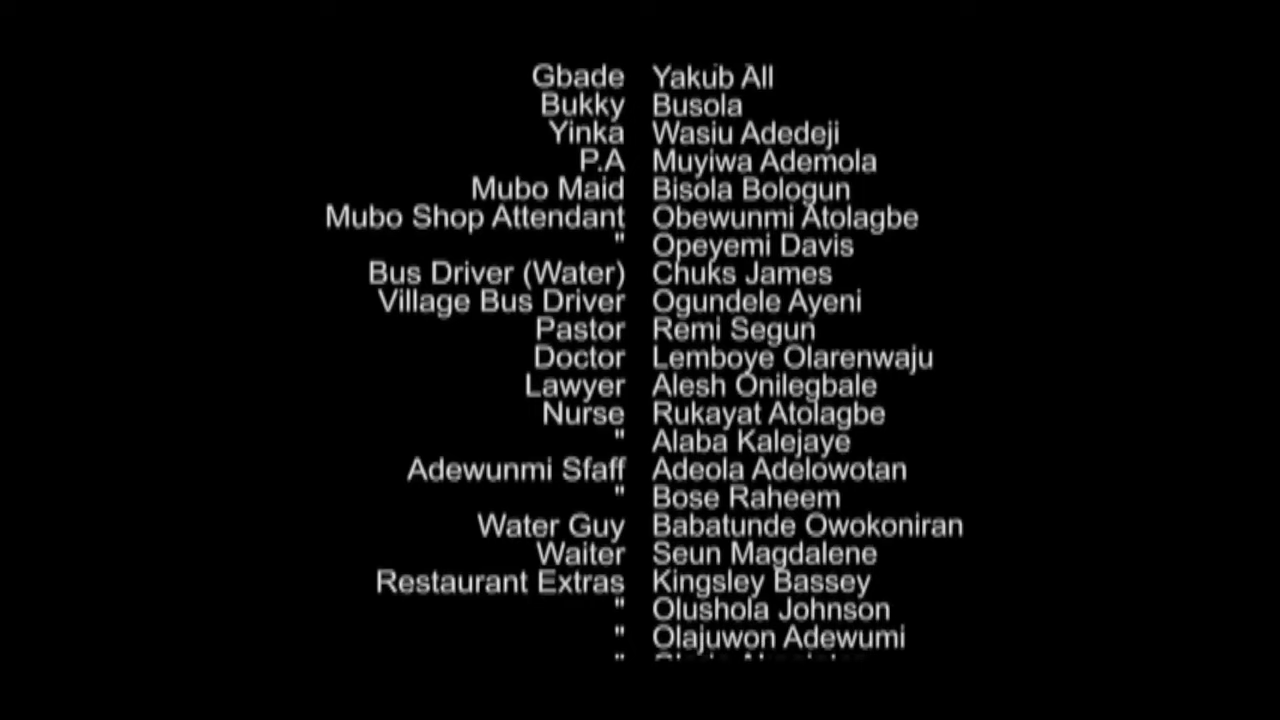 Gbade Yakub All
Bukky Busola
Yinka Wasiu Adedeji
P.A Muyiwa Ademola
Mubo Maid Bisola Bologun
Mubo Shop Attendant Obewunmi Atolagbe
" Opeyemi Davis
Bus Driver (Water) Chuks James
Village Bus Driver Ogundele Ayeni
Pastor Remi Segun
Doctor Lemboye Olarenwaju
Lawyer Alesh Onilegbale
Nurse Rukayat Atolagbe
" Alaba Kalejaye
Adewunmi Sfaff Adeola Adelowotan
" Bose Raheem
Water Guy Babatunde Owokoniran
Waiter Seun Magdalene
Restaurant Extras Kingsley Bassey
" Olushola Johnson
" Olajuwon Adewumi
"